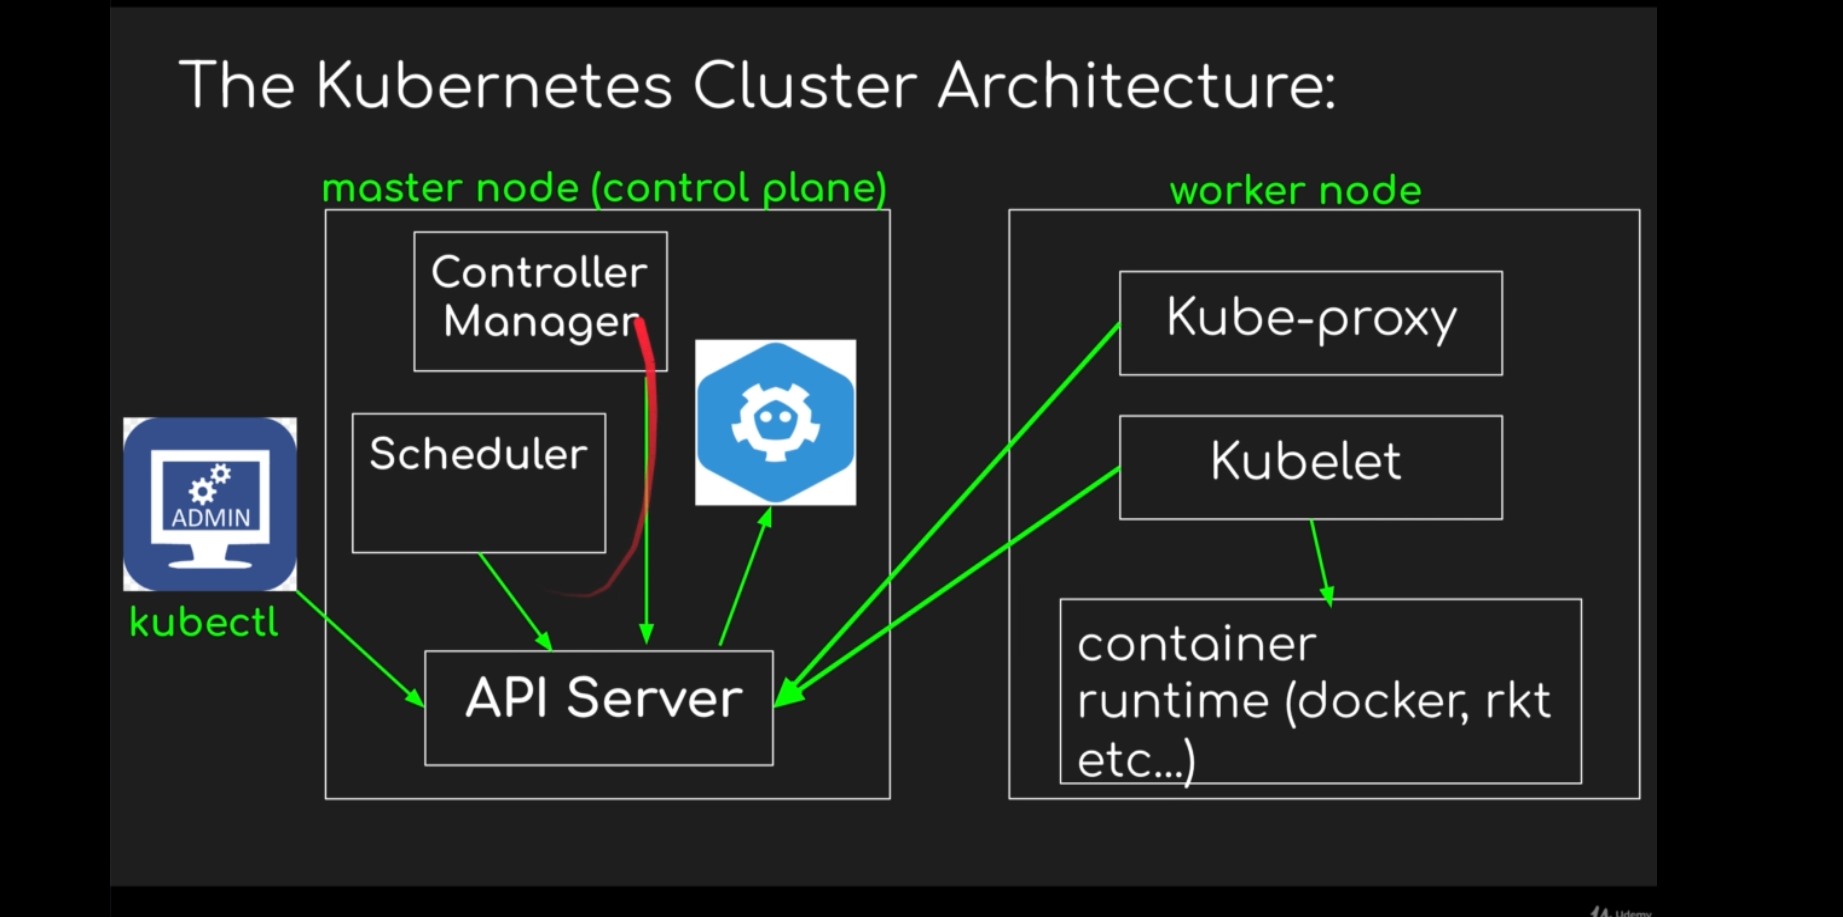 The Kubernetes Cluster Architecture:
master node (control plane)
worker node
Controller
Manager
Kube-proxy
Scheduler
Kubelet
ADMIN
kubectl
API Server
container
runtime (docker, rkt
etc...)
Udemy